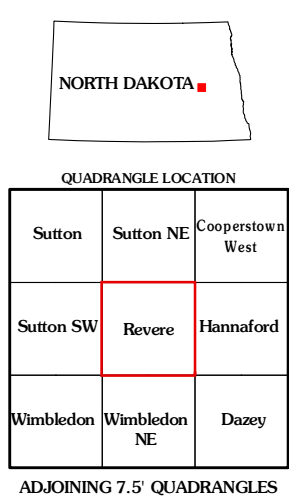 NORTH DAKOTA
QUADRANGLE LOCATION
Sutton
Sutton NE
Cooperstown
West
Sutton SW
Revere
Hannaford
Wimbledon
Wimbledon
NE
Dazey
ADJOINING 7.5' QUADRANGLES